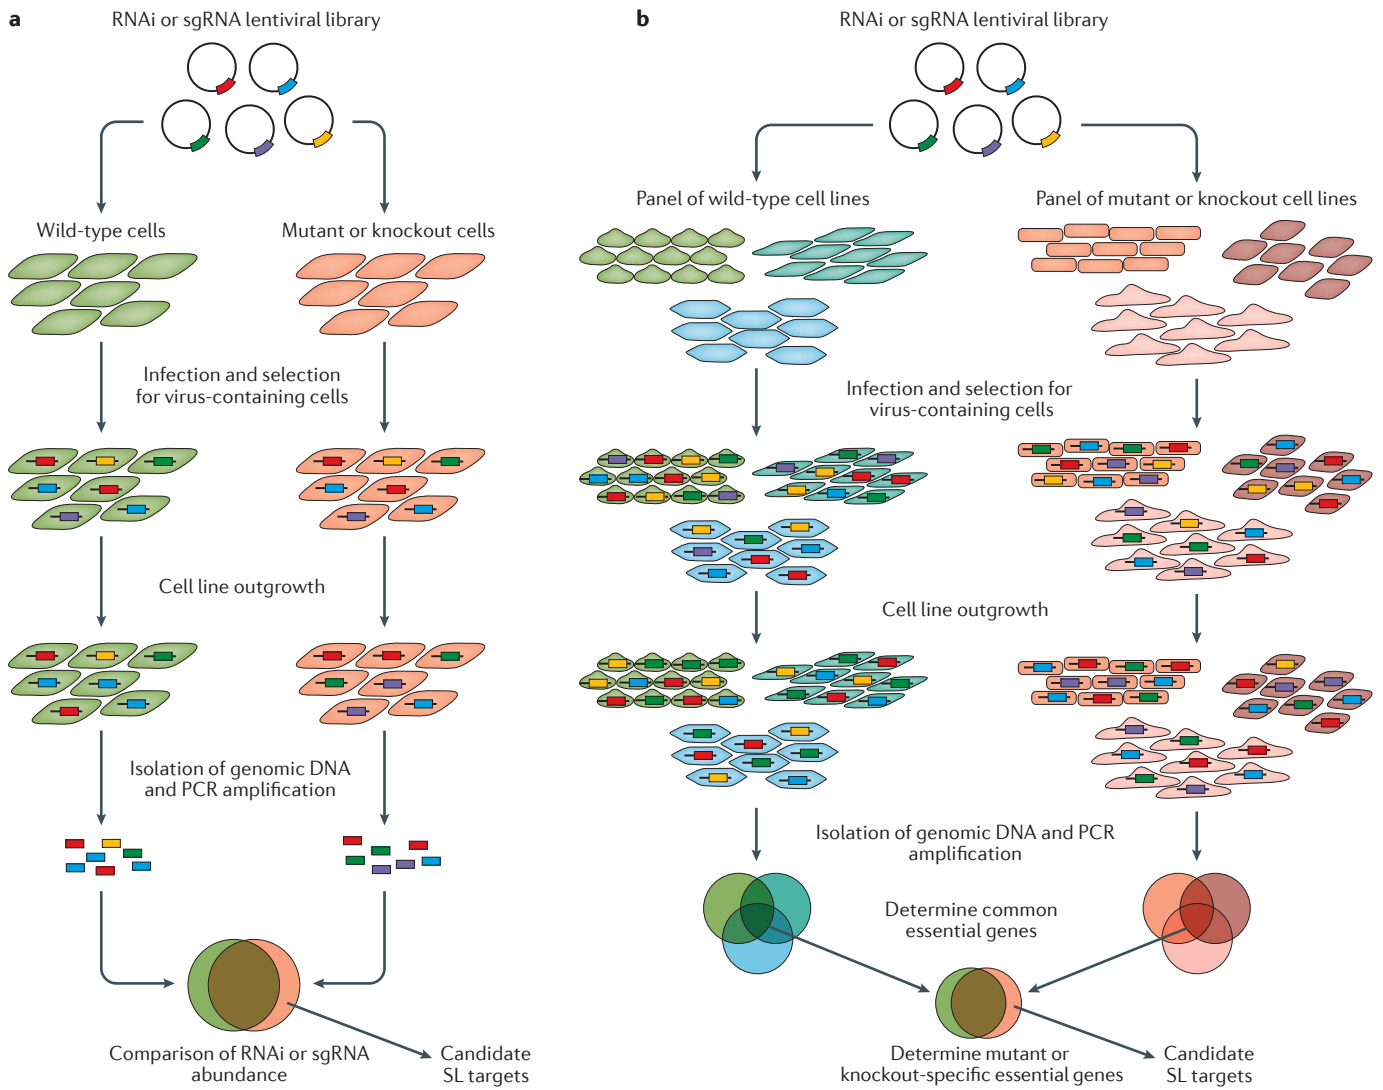 a
RNAi or sgRNA lentiviral library
Wild-type cells
Mutant or knockout cells
Infection and selection
for virus-containing cells
Cell line outgrowth
Isolation of genomic DNA
and PCR amplification
Comparison of RNAi or sgRNA
abundance
Candidate
SL targets
b
RNAi or sgRNA lentiviral library
Panel of wild-type cell lines
Panel of mutant or knockout cell lines
Infection and selection for
virus-containing cells
Cell line outgrowth
Isolation of genomic DNA and PCR
amplification
Determine common
essential genes
Determine mutant or
knockout-specific essential genes
Candidate
SL targets